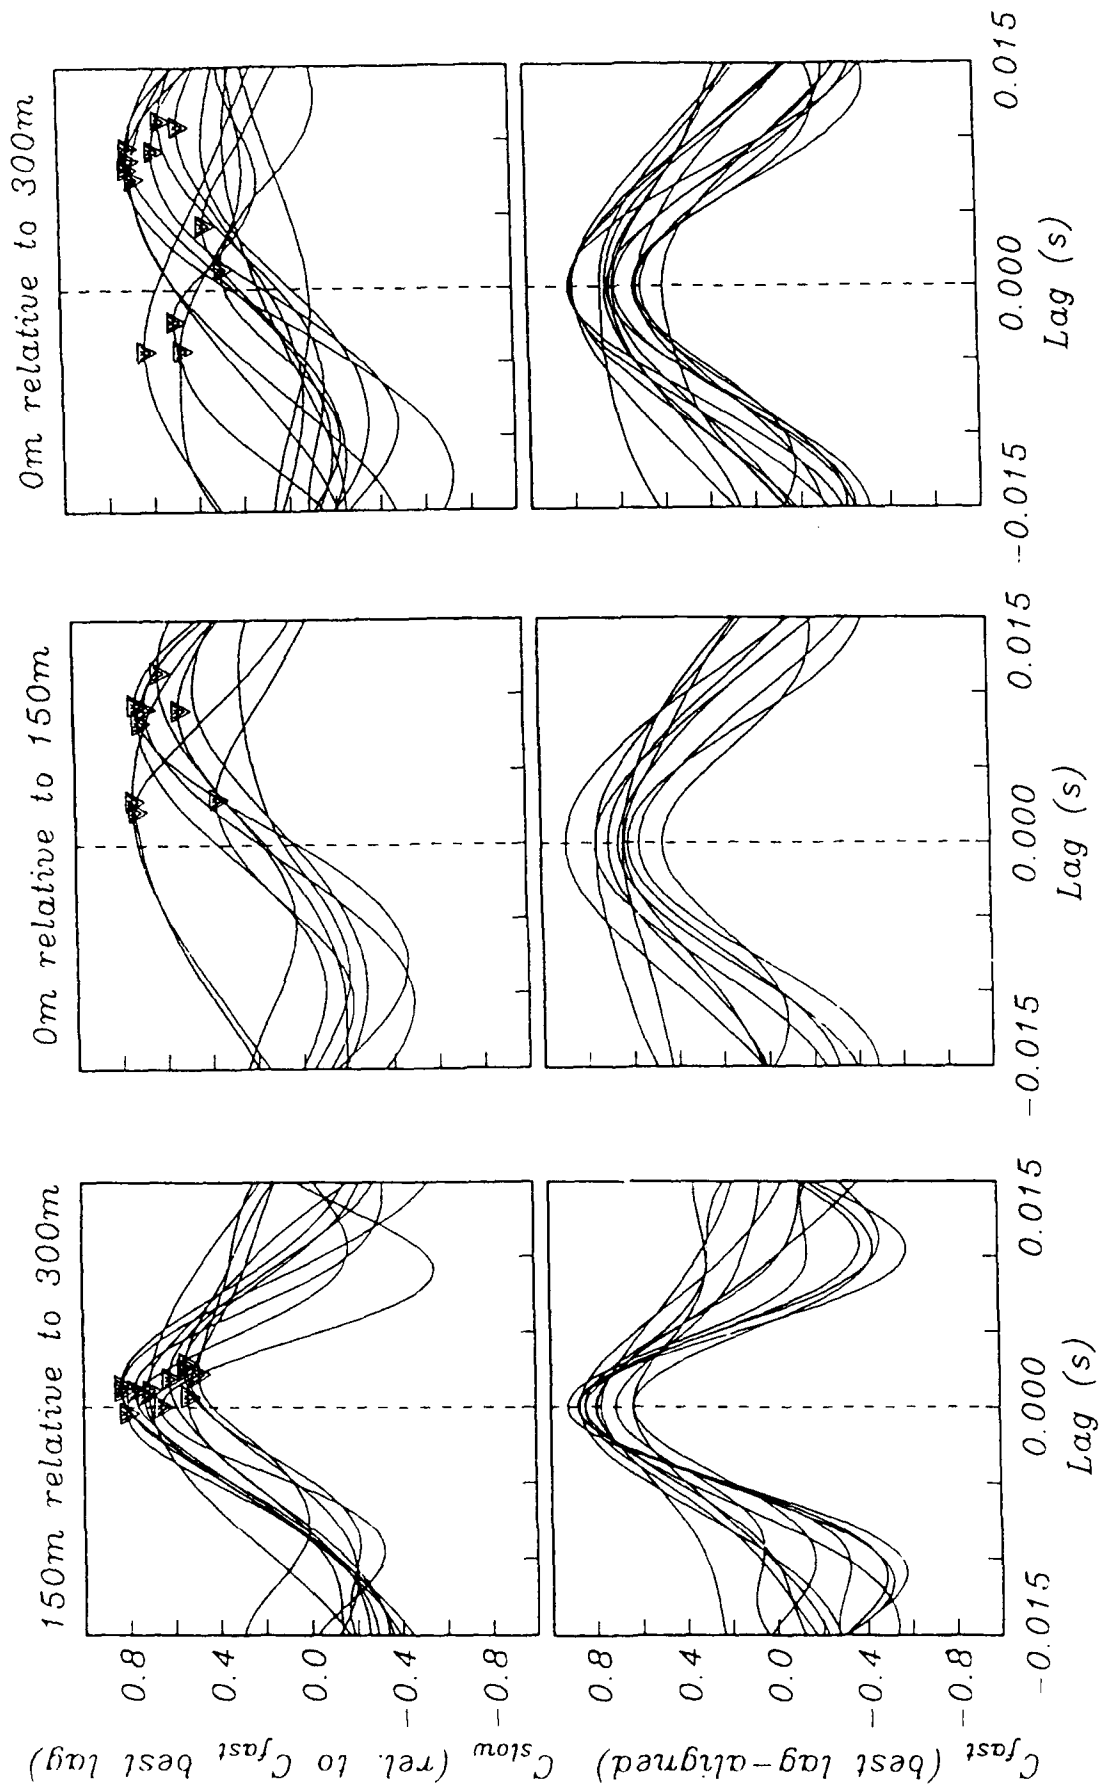 150m relative to 300m
0m relative to 150m
0m relative to 300m
C_slow (rel. to C_fast best lag)
0.8
0.4
0.0
-0.4
-0.8
C_fast (best lag-aligned)
0.8
0.4
0.0
-0.4
-0.8
-0.015
0.000
0.015
Lag (s)
-0.015
0.000
0.015
Lag (s)
-0.015
0.000
0.015
Lag (s)